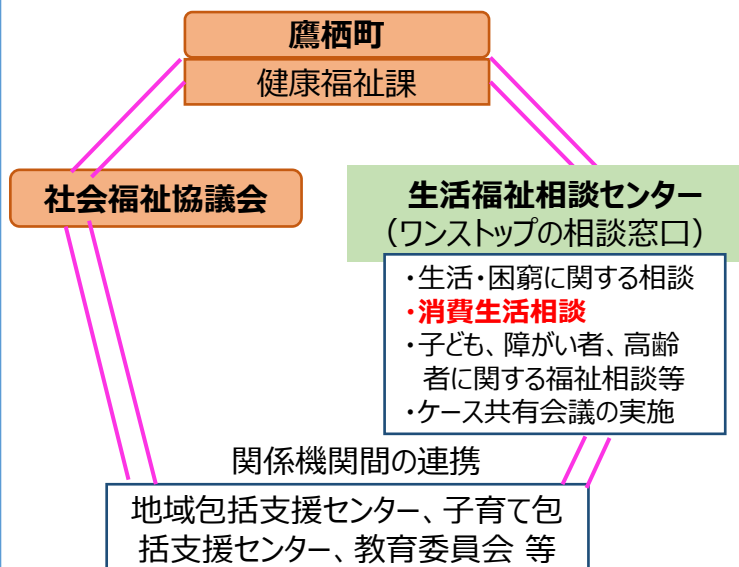 鷹栖町
健康福祉課
社会福祉協議会
生活福祉相談センター
（ワンストップの相談窓口）
・生活・困窮に関する相談
・消費生活相談
・子ども、障がい者、高齢
者に関する福祉相談等
・ケース共有会議の実施
関係機関間の連携
地域包括支援センター、子育て包
括支援センター、教育委員会 等